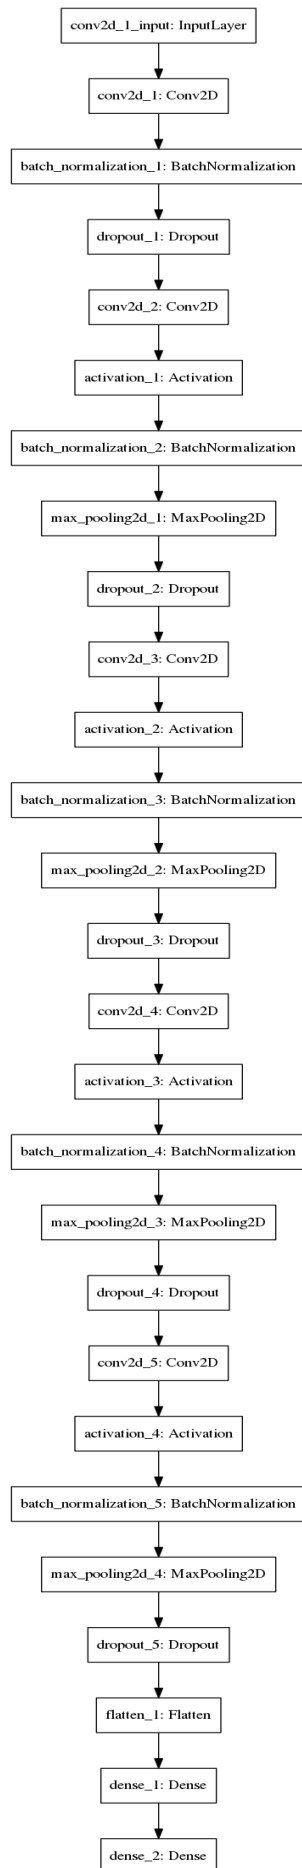 conv2d_1_input: InputLayer
conv2d_1: Conv2D
batch_normalization_1: BatchNormalization
dropout_1: Dropout
conv2d_2: Conv2D
activation_1: Activation
batch_normalization_2: BatchNormalization
max_pooling2d_1: MaxPooling2D
dropout_2: Dropout
conv2d_3: Conv2D
activation_2: Activation
batch_normalization_3: BatchNormalization
max_pooling2d_2: MaxPooling2D
dropout_3: Dropout
conv2d_4: Conv2D
activation_3: Activation
batch_normalization_4: BatchNormalization
max_pooling2d_3: MaxPooling2D
dropout_4: Dropout
conv2d_5: Conv2D
activation_4: Activation
batch_normalization_5: BatchNormalization
max_pooling2d_4: MaxPooling2D
dropout_5: Dropout
flatten_1: Flatten
dense_1: Dense
dense_2: Dense